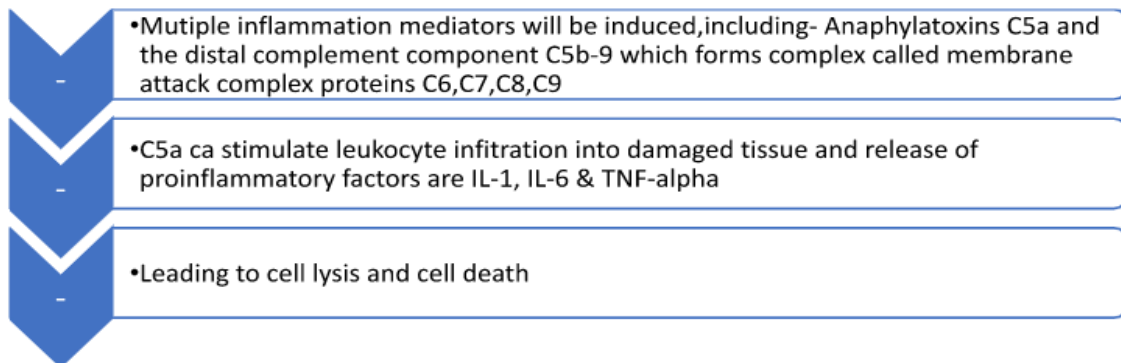 •Mutiple inflammation mediators will be induced,including- Anaphylatoxins C5a and
the distal complement component C5b-9 which forms complex called membrane
attack complex proteins C6,C7,C8,C9
-
•C5a ca stimulate leukocyte infitration into damaged tissue and release of
proinflammatory factors are IL-1, IL-6 & TNF-alpha
-
•Leading to cell lysis and cell death
-